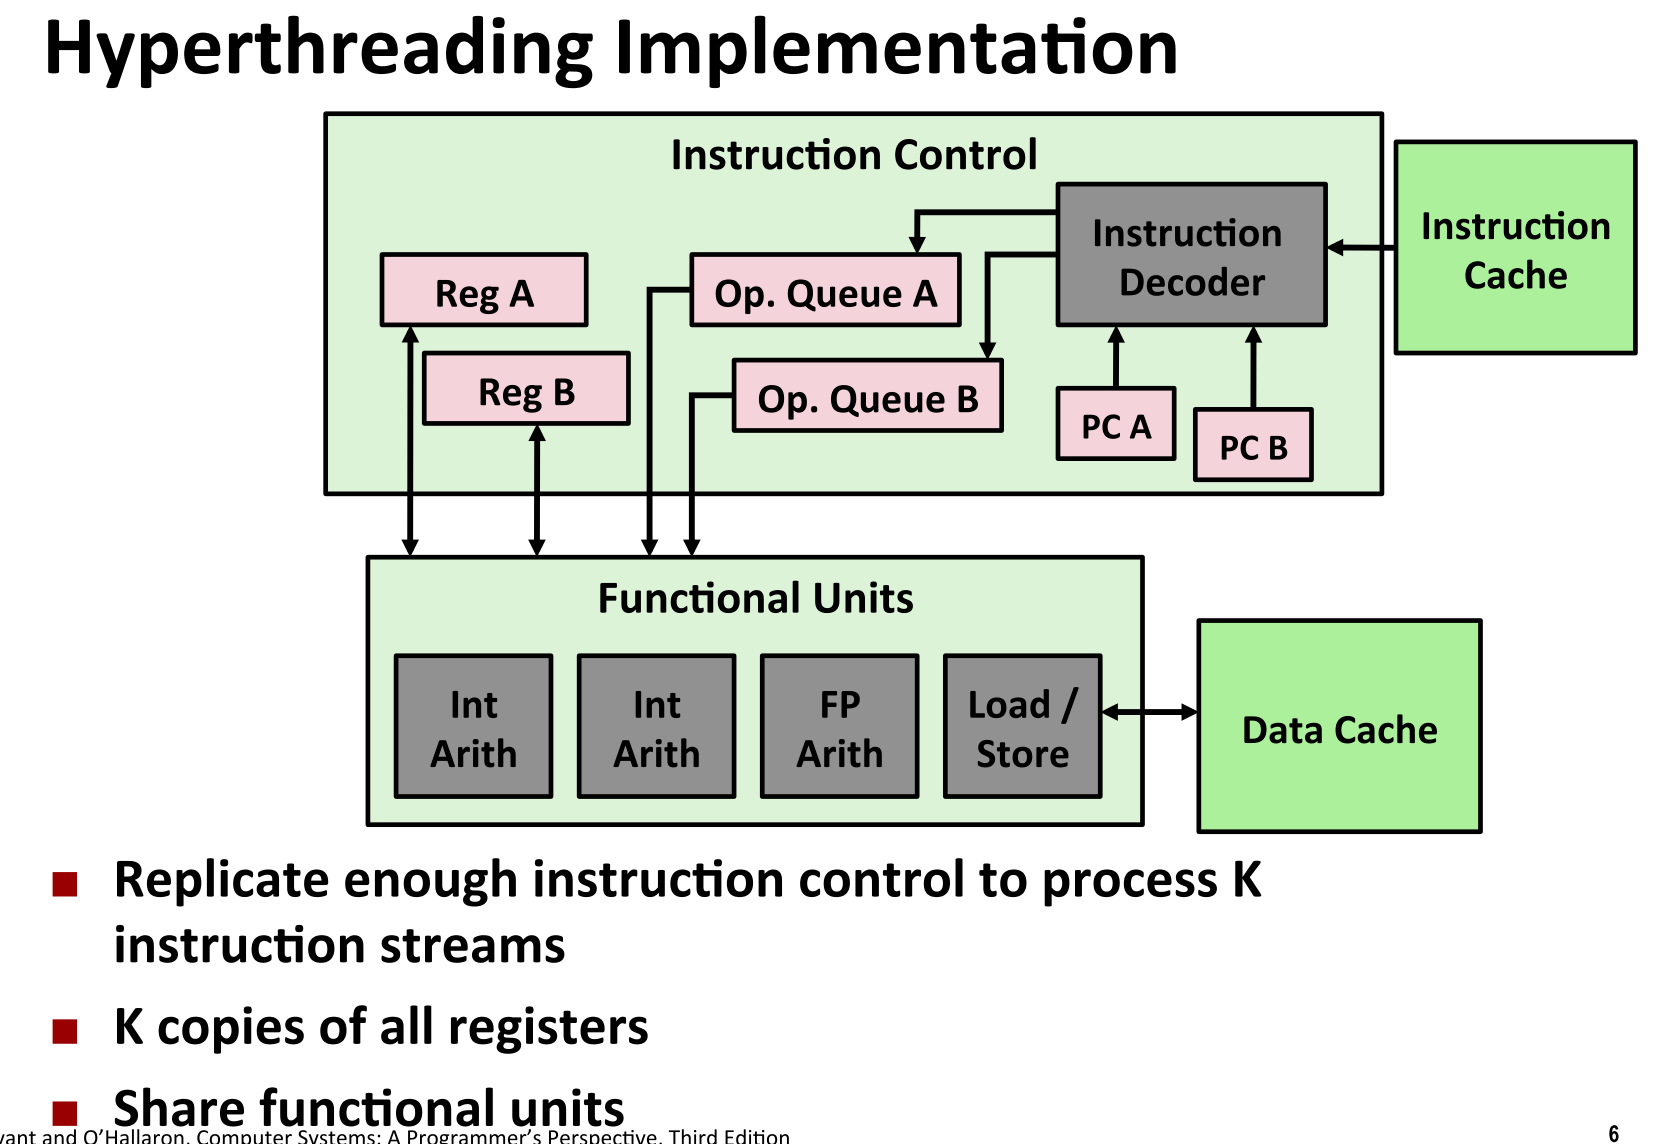 Hyperthreading Implementation
Instruction Control
Instruction
Decoder
Instruction
Cache
Reg A
Op. Queue A
Reg B
Op. Queue B
PC A
PC B
Functional Units
Int
Arith
Int
Arith
FP
Arith
Load /
Store
Data Cache
Replicate enough instruction control to process K
instruction streams
K copies of all registers
Share functional units
and O'Hallaron, Computer Systems: A Programmer's Perspective, Third Edition
6